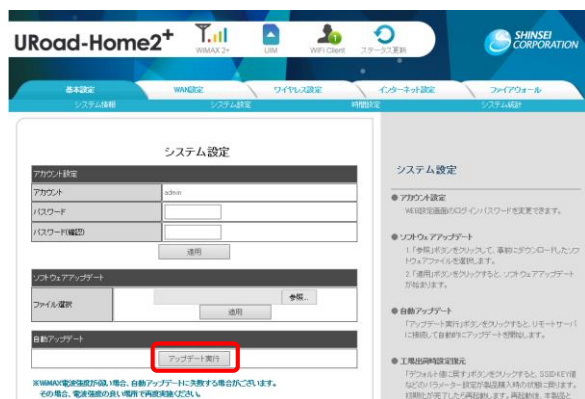 URoad-Home2+
WiMAX 2+
UIM
WiFi Client
ステータス更新
SHINSEI
CORPORATION
基本設定
WAN設定
ワイヤレス設定
インターネット設定
ファイアウォール
システム情報
システム設定
時間設定
システム統計
システム設定
アカウント設定
アカウント
admin
パスワード
パスワード(確認)
適用
ソフトウェアアップデート
ファイル選択
参照...
適用
自動アップデート
アップデート実行
※WiMAX電波強度が弱い場合、自動アップデートに失敗する場合がございます。
その場合、電波強度の良い場所で再度実施ください。
システム設定
アカウント設定
WEB設定画面のログインパスワードを変更できます。
ソフトウェアアップデート
1.「参照」ボタンをクリックして、事前にダウンロードしたソフ
トウェアファイルを選択します。
2.「適用」ボタンをクリックすると、ソフトウェアアップデート
が始まります。
自動アップデート
「アップデート実行」ボタンをクリックすると、リモートサーバ
に接続して自動的にアップデートを開始します。
工場出荷時設定復元
「デフォルト値に戻す」ボタンをクリックすると、SSIDやKEY値
などのパラメーター設定が製品購入時の状態に戻ります。
初期化が完了したら再起動します。再起動後、本製品と